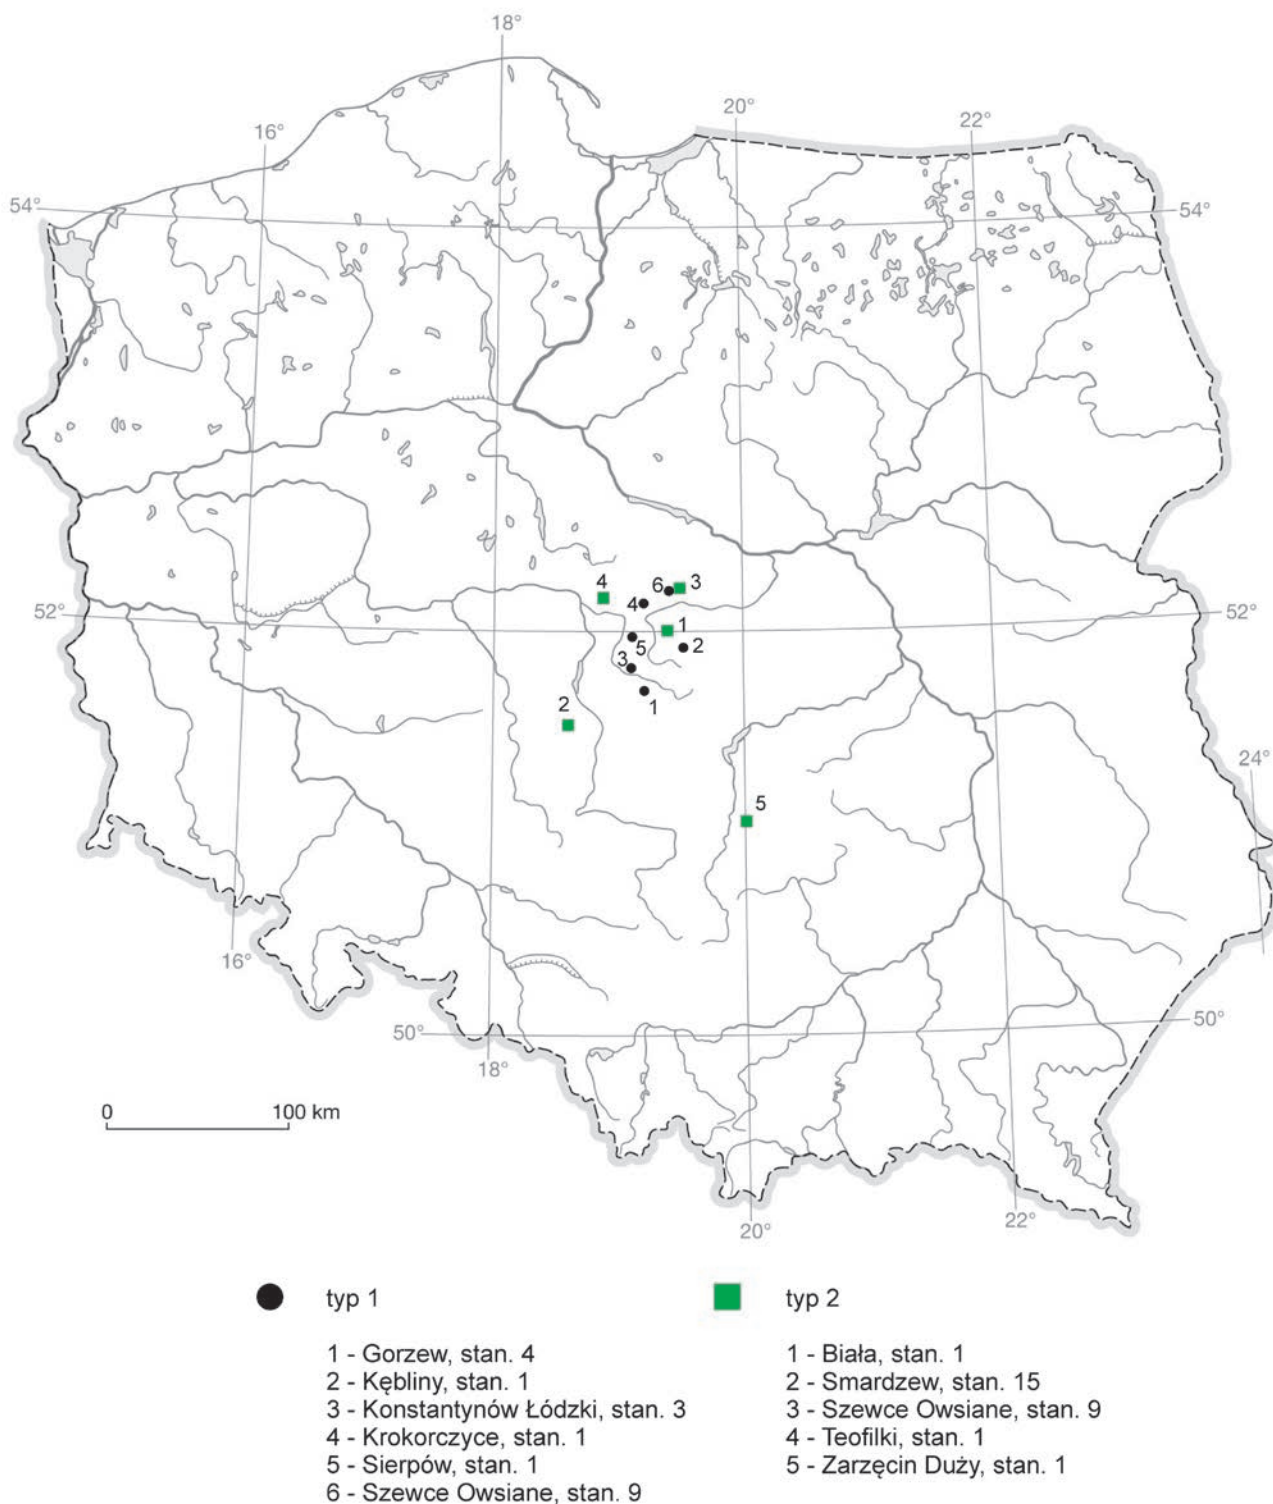 18°
20°
22°
16°
54°
54°
4
6
3
4
52°
52°
1
5
2
3
1
2
24°
5
16°
50°
50°
18°
0 100 km
22°
20°
typ 1
1 - Gorzew, stan. 4
2 - Kębliny, stan. 1
3 - Konstantynów Łódzki, stan. 3
4 - Krokorczyce, stan. 1
5 - Sierpów, stan. 1
6 - Szewce Owsiane, stan. 9
typ 2
1 - Biała, stan. 1
2 - Smardzew, stan. 15
3 - Szewce Owsiane, stan. 9
4 - Teofilki, stan. 1
5 - Zarzęcin Duży, stan. 1